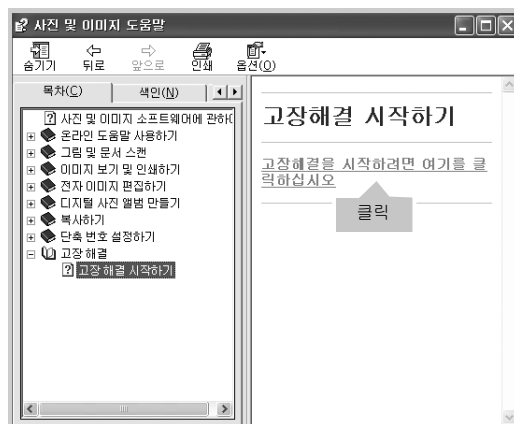 사진 및 이미지 도움말
숨기기 뒤로 앞으로 인쇄 옵션(O)
목차(C) 색인(N)
사진 및 이미지 소프트웨어에 관하(
온라인 도움말 사용하기
그림 및 문서 스캔
이미지 보기 및 인쇄하기
전자 이미지 편집하기
디지털 사진 앨범 만들기
복사하기
단축 번호 설정하기
고장 해결
고장 해결 시작하기
고장해결 시작하기
고장해결을 시작하려면 여기를 클
릭하십시오
클릭